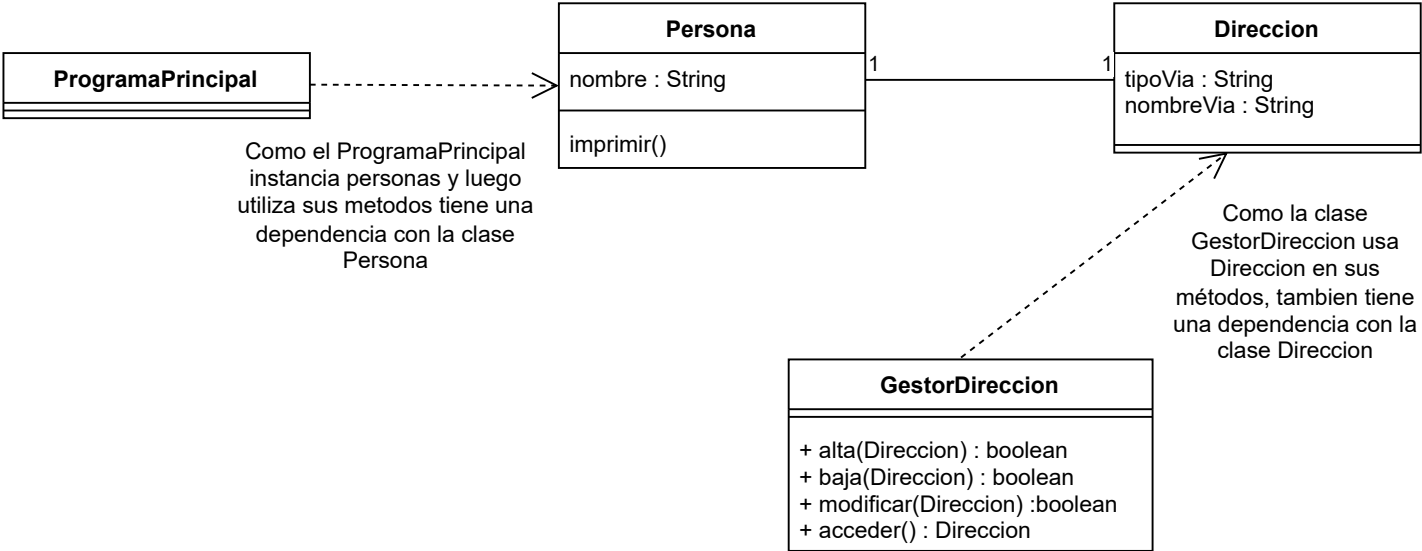 Persona
nombre : String
imprimir()
Direccion
tipoVia : String
nombreVia : String
1
1
ProgramaPrincipal
Como el ProgramaPrincipal
instancia personas y luego
utiliza sus metodos tiene una
dependencia con la clase
Persona
Como la clase
GestorDireccion usa
Direccion en sus
métodos, tambien tiene
una dependencia con la
clase Direccion
GestorDireccion
+ alta(Direccion) : boolean
+ baja(Direccion) : boolean
+ modificar(Direccion) :boolean
+ acceder() : Direccion